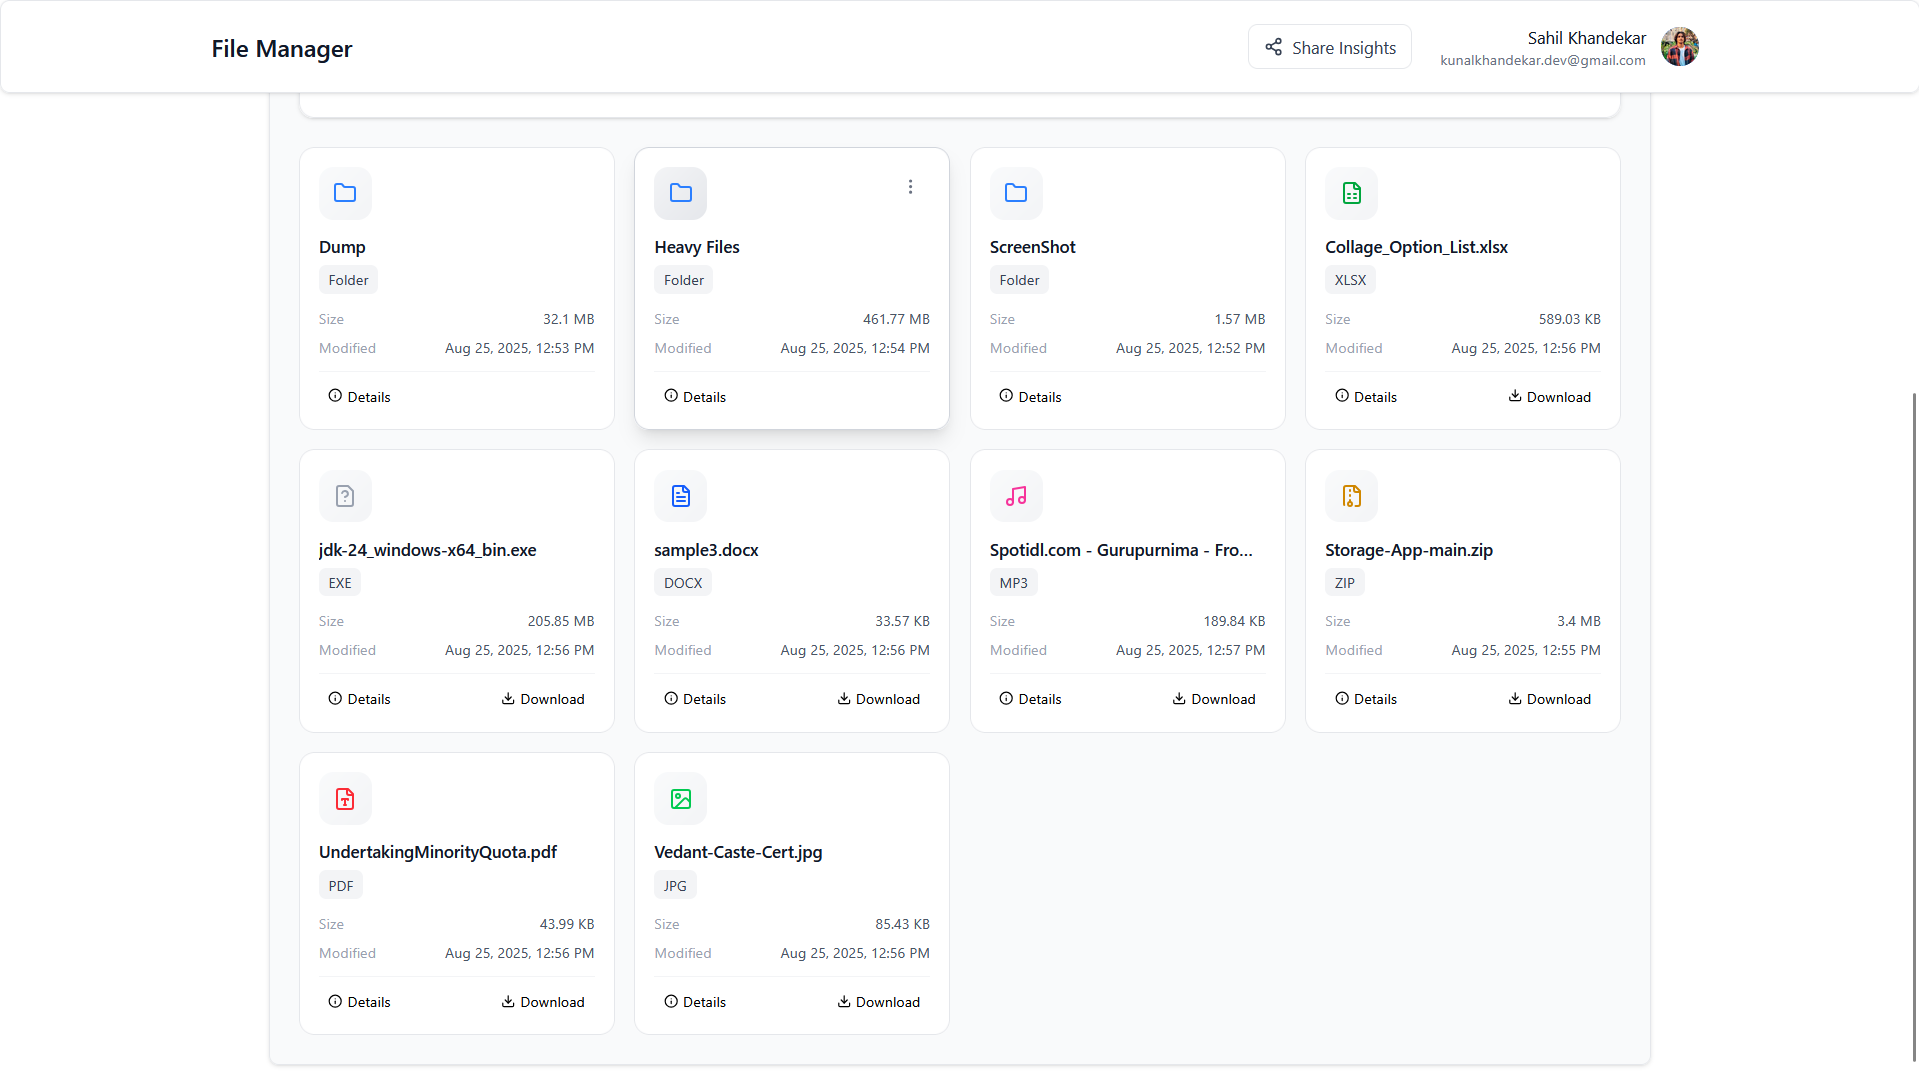 File Manager
Share Insights
Sahil Khandekar
kunalkhandekar.dev@gmail.com
Dump
Folder
Size 32.1 MB
Modified Aug 25, 2025, 12:53 PM
Details
Heavy Files
Folder
Size 461.77 MB
Modified Aug 25, 2025, 12:54 PM
Details
ScreenShot
Folder
Size 1.57 MB
Modified Aug 25, 2025, 12:52 PM
Details
Collage_Option_List.xlsx
XLSX
Size 589.03 KB
Modified Aug 25, 2025, 12:56 PM
Details Download
jdk-24_windows-x64_bin.exe
EXE
Size 205.85 MB
Modified Aug 25, 2025, 12:56 PM
Details Download
sample3.docx
DOCX
Size 33.57 KB
Modified Aug 25, 2025, 12:56 PM
Details Download
Spotidl.com - Gurupurnima - Fro...
MP3
Size 189.84 KB
Modified Aug 25, 2025, 12:57 PM
Details Download
Storage-App-main.zip
ZIP
Size 3.4 MB
Modified Aug 25, 2025, 12:55 PM
Details Download
UndertakingMinorityQuota.pdf
PDF
Size 43.99 KB
Modified Aug 25, 2025, 12:56 PM
Details Download
Vedant-Caste-Cert.jpg
JPG
Size 85.43 KB
Modified Aug 25, 2025, 12:56 PM
Details Download